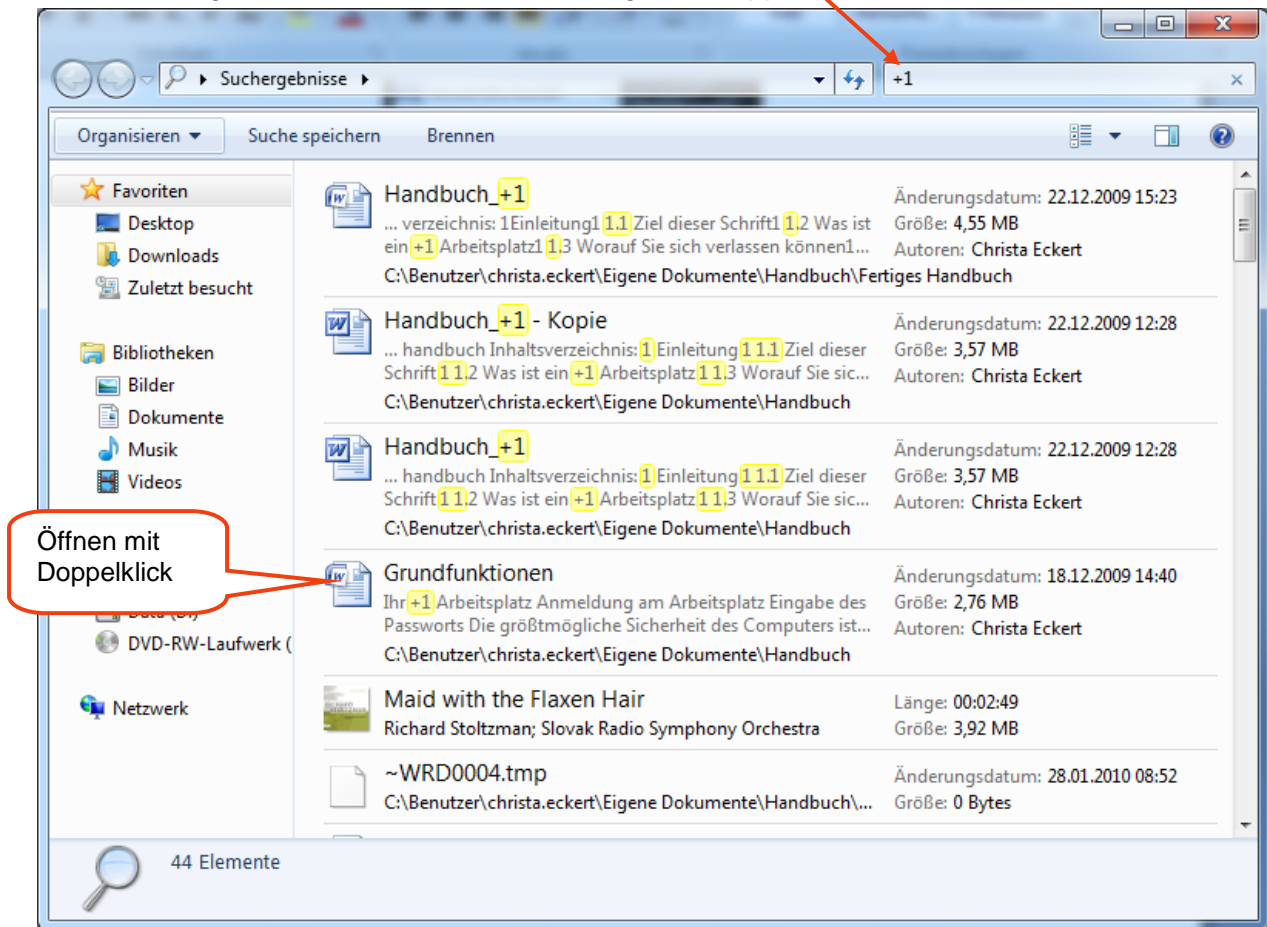 Suchergebnisse
+1
Organisieren
Suche speichern
Brennen
Favoriten
Desktop
Downloads
Zuletzt besucht
Bibliotheken
Bilder
Dokumente
Musik
Videos
Öffnen mit
Doppelklick
DVD-RW-Laufwerk (
Netzwerk
Handbuch_+1
... verzeichnis: 1Einleitung1 1.1 Ziel dieser Schrift1 1.2 Was ist
ein +1 Arbeitsplatz1 1.3 Worauf Sie sich verlassen können1...
C:\Benutzer\christa.eckert\Eigene Dokumente\Handbuch\Fertiges Handbuch
Änderungsdatum: 22.12.2009 15:23
Größe: 4,55 MB
Autoren: Christa Eckert
Handbuch_+1 - Kopie
... handbuch Inhaltsverzeichnis: 1 Einleitung 1 1.1 Ziel dieser
Schrift 1 1.2 Was ist ein +1 Arbeitsplatz 1 1.3 Worauf Sie sic...
C:\Benutzer\christa.eckert\Eigene Dokumente\Handbuch
Änderungsdatum: 22.12.2009 12:28
Größe: 3,57 MB
Autoren: Christa Eckert
Handbuch_+1
... handbuch Inhaltsverzeichnis: 1 Einleitung 1 1.1 Ziel dieser
Schrift 1 1.2 Was ist ein +1 Arbeitsplatz 1 1.3 Worauf Sie sic...
C:\Benutzer\christa.eckert\Eigene Dokumente\Handbuch
Änderungsdatum: 22.12.2009 12:28
Größe: 3,57 MB
Autoren: Christa Eckert
Grundfunktionen
Ihr +1 Arbeitsplatz Anmeldung am Arbeitsplatz Eingabe des
Passworts Die größtmögliche Sicherheit des Computers ist...
C:\Benutzer\christa.eckert\Eigene Dokumente\Handbuch
Änderungsdatum: 18.12.2009 14:40
Größe: 2,76 MB
Autoren: Christa Eckert
Maid with the Flaxen Hair
Richard Stoltzman; Slovak Radio Symphony Orchestra
Länge: 00:02:49
Größe: 3,92 MB
~WRD0004.tmp
C:\Benutzer\christa.eckert\Eigene Dokumente\Handbuch\...
Änderungsdatum: 28.01.2010 08:52
Größe: 0 Bytes
44 Elemente